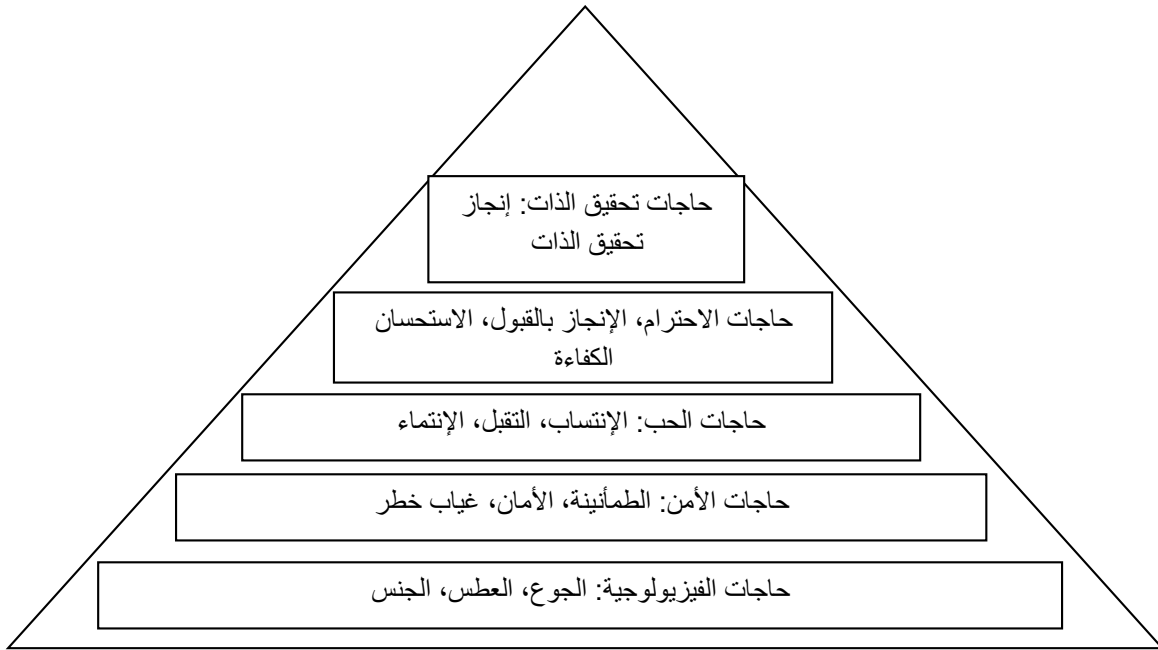 حاجات تحقيق الذات: إنجاز
تحقيق الذات
حاجات الاحترام، الإنجاز بالقبول، الاستحسان
الكفاءة
حاجات الحب: الإنتساب، التقبل، الإنتماء
حاجات الأمن: الطمأنينة، الأمان، غياب خطر
حاجات الفيزيولوجية: الجوع، العطس، الجنس